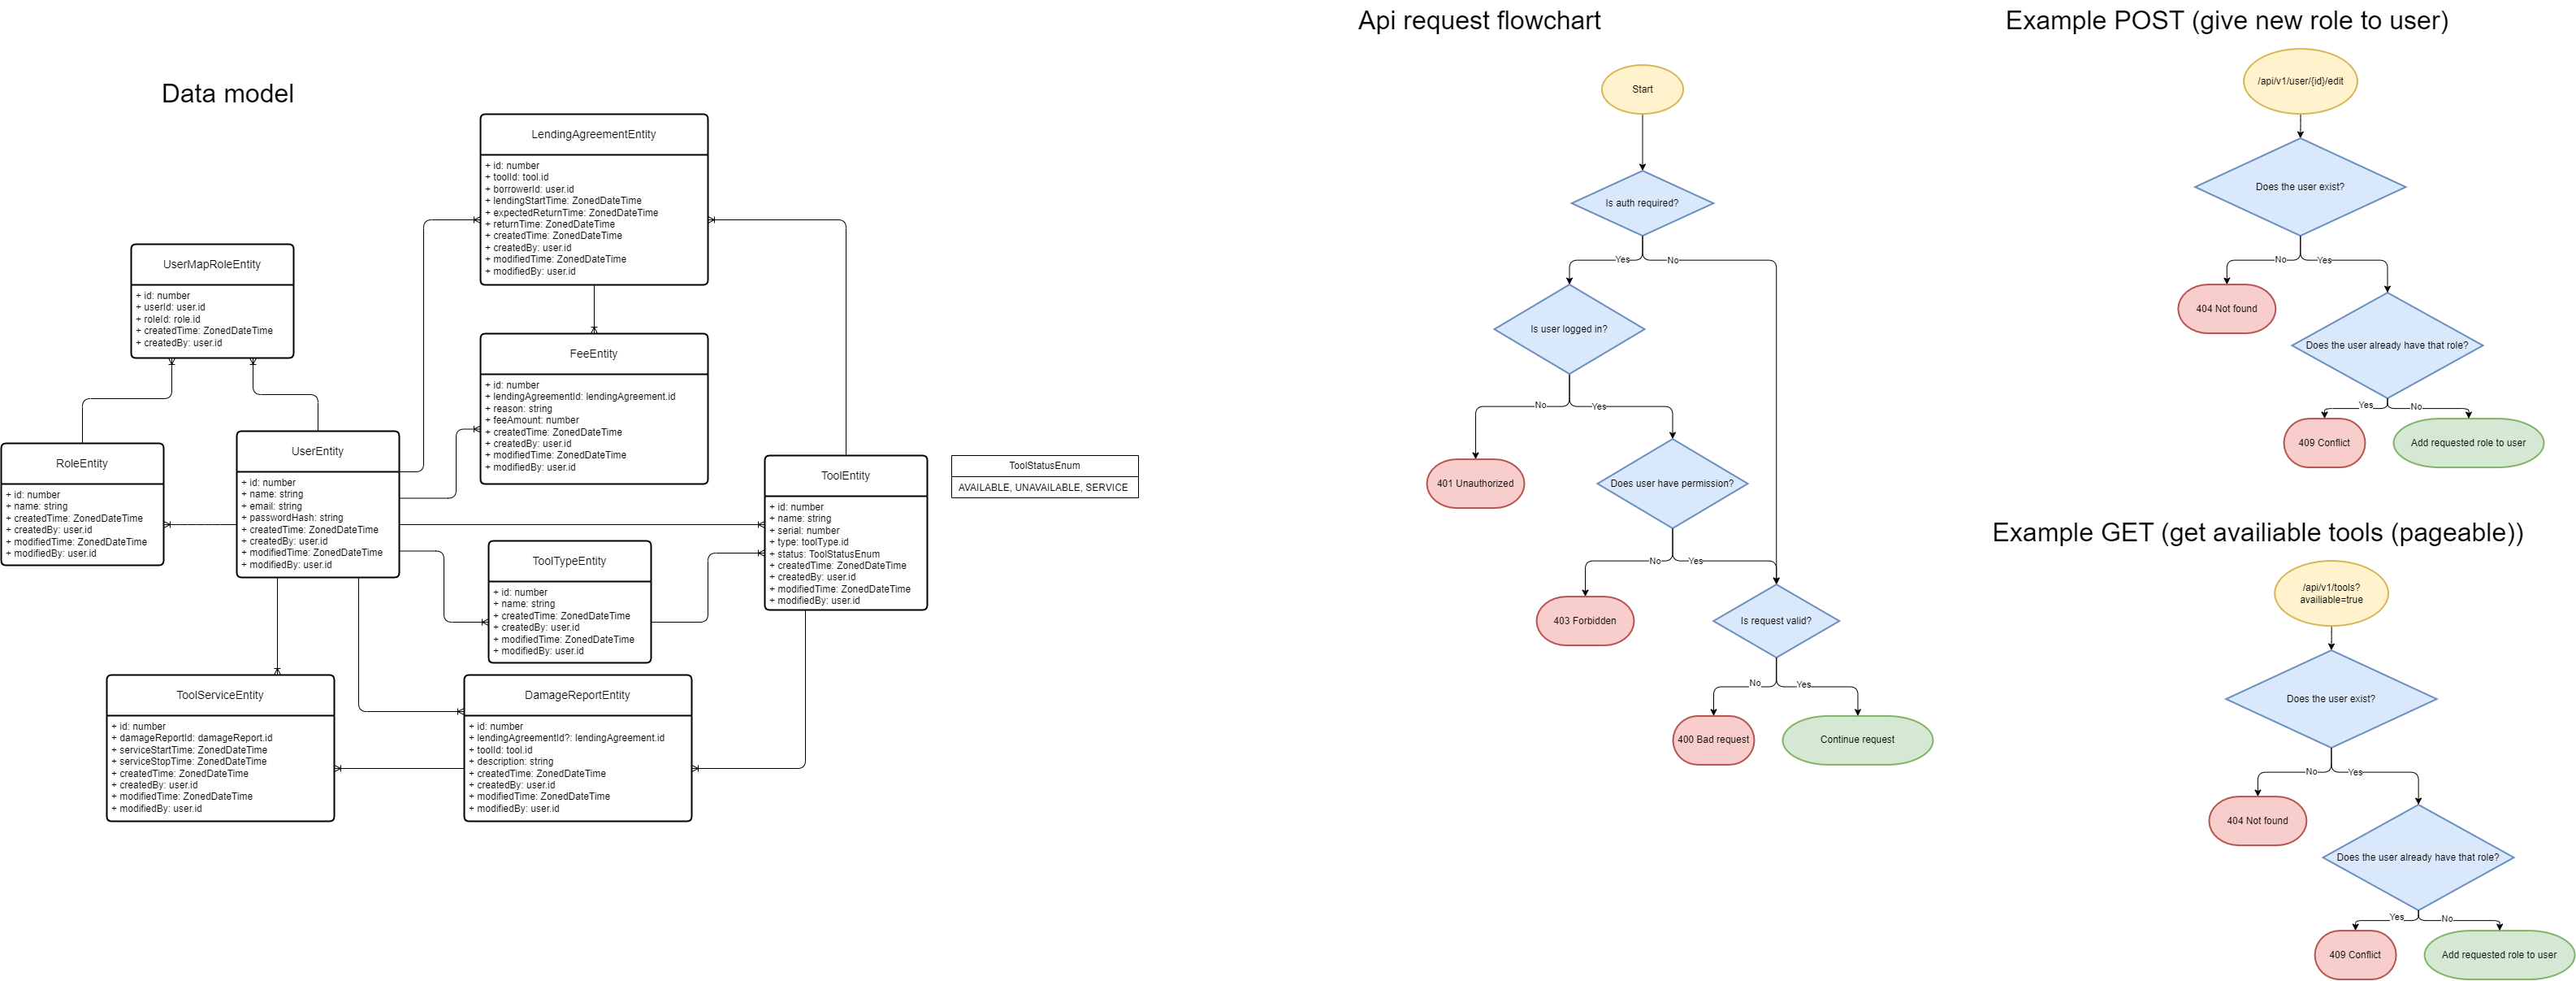 Data model
LendingAgreementEntity
+ id: number
+ toolId: tool.id
+ borrowerId: user.id
+ lendingStartTime: ZonedDateTime
+ expectedReturnTime: ZonedDateTime
+ returnTime: ZonedDateTime
+ createdTime: ZonedDateTime
+ createdBy: user.id
+ modifiedTime: ZonedDateTime
+ modifiedBy: user.id
UserMapRoleEntity
+ id: number
+ userId: user.id
+ roleId: role.id
+ createdTime: ZonedDateTime
+ createdBy: user.id
FeeEntity
+ id: number
+ lendingAgreementId: lendingAgreement.id
+ reason: string
+ feeAmount: number
+ createdTime: ZonedDateTime
+ createdBy: user.id
+ modifiedTime: ZonedDateTime
+ modifiedBy: user.id
RoleEntity
+ id: number
+ name: string
+ createdTime: ZonedDateTime
+ createdBy: user.id
+ modifiedTime: ZonedDateTime
+ modifiedBy: user.id
UserEntity
+ id: number
+ name: string
+ email: string
+ passwordHash: string
+ createdTime: ZonedDateTime
+ createdBy: user.id
+ modifiedTime: ZonedDateTime
+ modifiedBy: user.id
ToolEntity
+ id: number
+ name: string
+ serial: number
+ type: toolType.id
+ status: ToolStatusEnum
+ createdTime: ZonedDateTime
+ createdBy: user.id
+ modifiedTime: ZonedDateTime
+ modifiedBy: user.id
ToolStatusEnum
AVAILABLE, UNAVAILABLE, SERVICE
ToolTypeEntity
+ id: number
+ name: string
+ createdTime: ZonedDateTime
+ createdBy: user.id
+ modifiedTime: ZonedDateTime
+ modifiedBy: user.id
ToolServiceEntity
+ id: number
+ damageReportId: damageReport.id
+ serviceStartTime: ZonedDateTime
+ serviceStopTime: ZonedDateTime
+ createdTime: ZonedDateTime
+ createdBy: user.id
+ modifiedTime: ZonedDateTime
+ modifiedBy: user.id
DamageReportEntity
+ id: number
+ lendingAgreementId?: lendingAgreement.id
+ toolId: tool.id
+ description: string
+ createdTime: ZonedDateTime
+ createdBy: user.id
+ modifiedTime: ZonedDateTime
+ modifiedBy: user.id
Api request flowchart
Start
Is auth required?
Yes
No
Is user logged in?
No
Yes
401 Unauthorized
Does user have permission?
No
Yes
403 Forbidden
Is request valid?
No
Yes
400 Bad request
Continue request
Example POST (give new role to user)
/api/v1/user/{id}/edit
Does the user exist?
No
Yes
404 Not found
Does the user already have that role?
Yes
No
409 Conflict
Add requested role to user
Example GET (get availiable tools (pageable))
/api/v1/tools?
availiable=true
Does the user exist?
No
Yes
404 Not found
Does the user already have that role?
Yes
No
409 Conflict
Add requested role to user